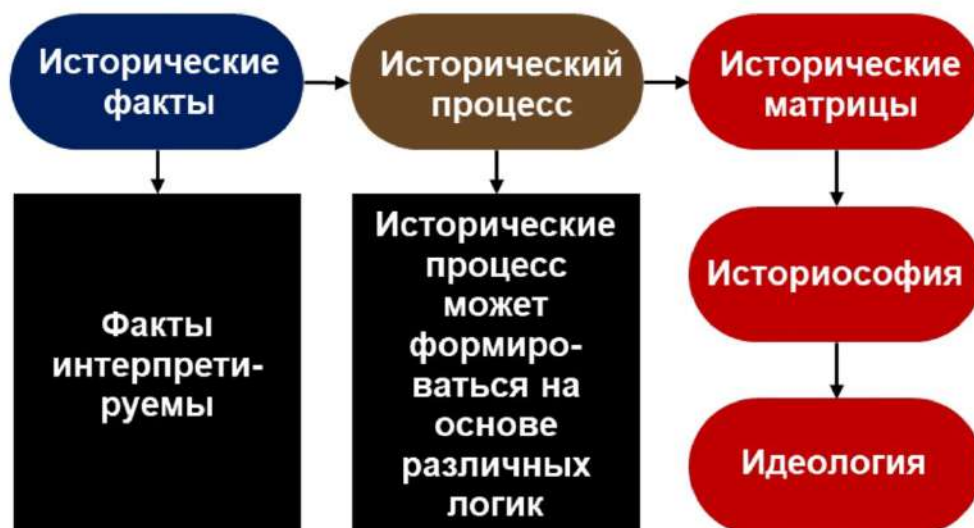 Исторические
факты
Исторический
процесс
Исторические
матрицы
Факты
интерпрети-
руемы
Исторические
процесс
может
формиро-
ваться на
основе
различных
логик
Историософия
Идеология